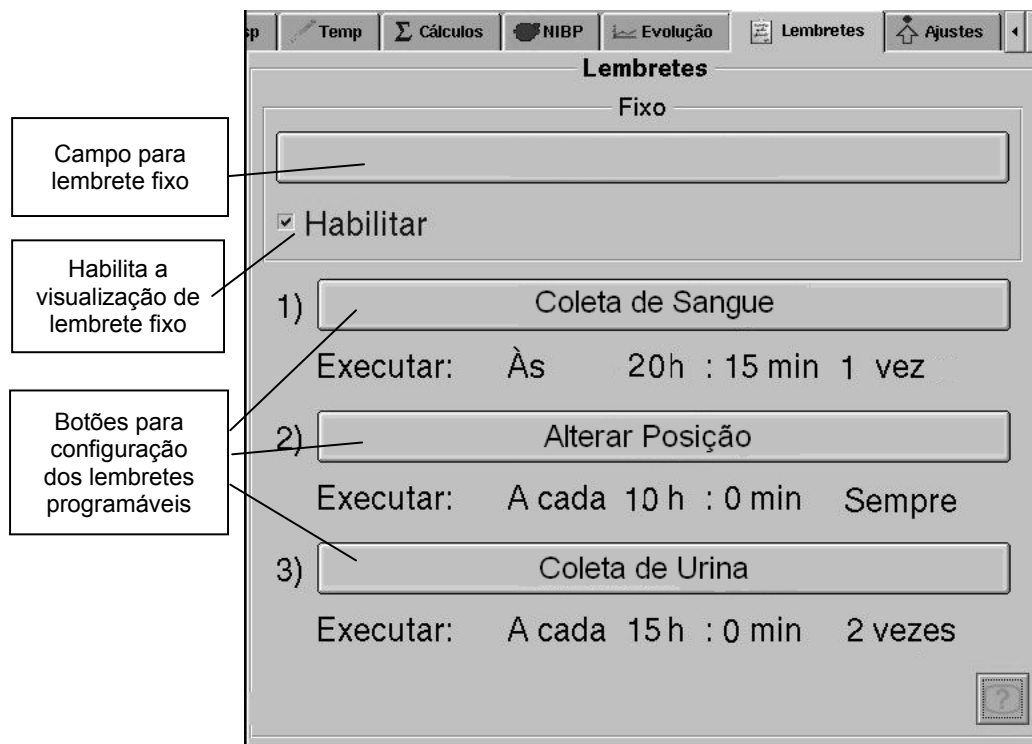 sp Temp Σ Cálculos NIBP Evolução Lembretes Ajustes
Lembretes
Fixo
Campo para
lembrete fixo
Habilitar
Habilita a
visualização de
lembrete fixo
1) Coleta de Sangue
Executar: Às 20h : 15 min 1 vez
Botões para
configuração
dos lembretes
programáveis
2) Alterar Posição
Executar: A cada 10 h : 0 min Sempre
3) Coleta de Urina
Executar: A cada 15 h : 0 min 2 vezes
?